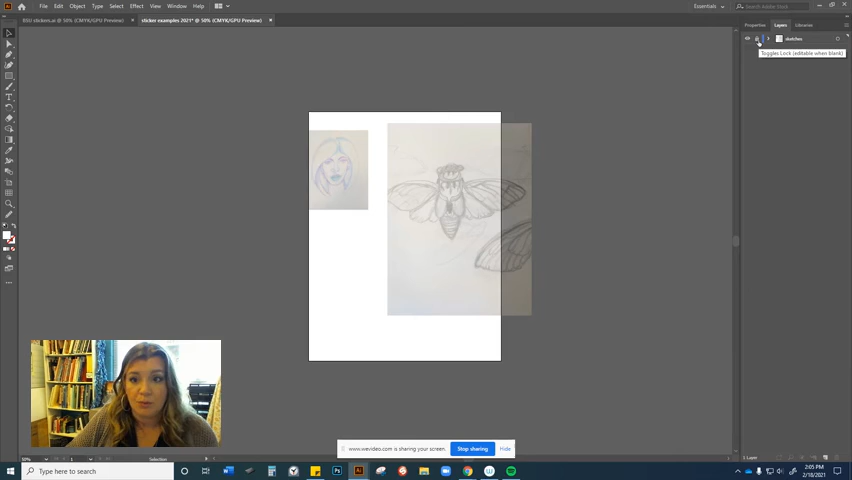 File Edit Object Type Select Effect View Window Help
Essentials
Search Adobe Stock
BSU stickers.ai @ 50% (CMYK/GPU Preview)
sticker examples 2021* @ 50% (CMYK/GPU Preview)
Properties Layers Libraries
sketches
Toggles Lock (editable when blank)
www.wevideo.com is sharing your screen.
Stop sharing
Hide
50%
1
Selection
1 Layer
Type here to search
2:05 PM
2/18/2021